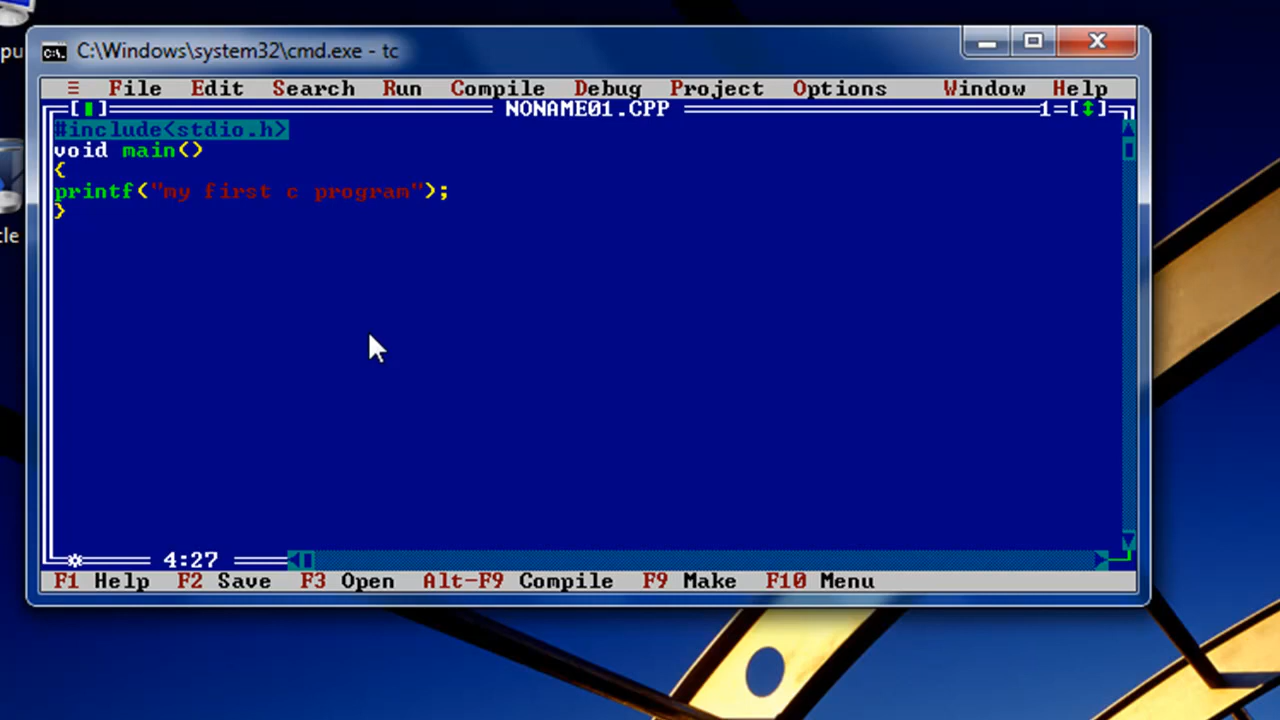 pu
C:\Windows\system32\cmd.exe - tc
≡ File Edit Search Run Compile Debug Project Options Window Help
NONAME01.CPP 1
#include<stdio.h>
void main()
{
printf("my first c program");
}
cle
4:27
F1 Help F2 Save F3 Open Alt-F9 Compile F9 Make F10 Menu